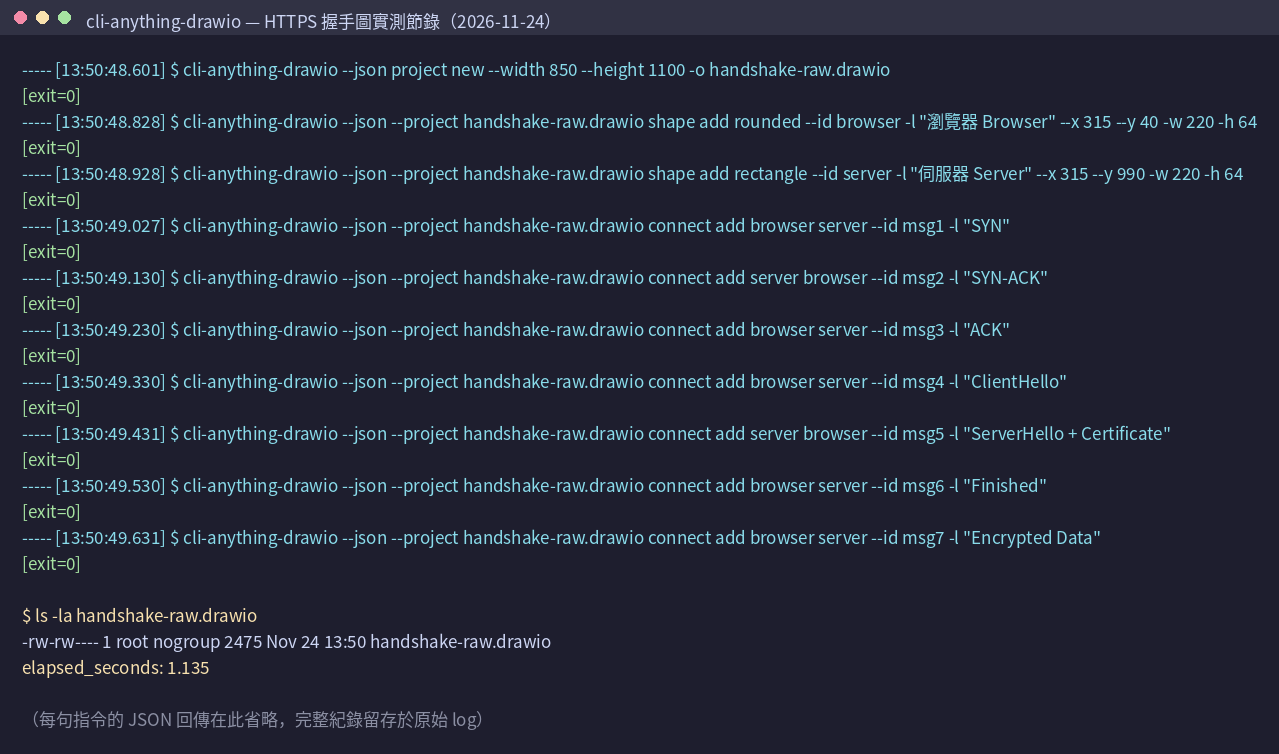 cli-anything-drawio — HTTPS 握手圖實測節錄（2026-11-24）
----- [13:50:48.601] $ cli-anything-drawio --json project new --width 850 --height 1100 -o handshake-raw.drawio
[exit=0]
----- [13:50:48.828] $ cli-anything-drawio --json --project handshake-raw.drawio shape add rounded --id browser -l "瀏覽器 Browser" --x 315 --y 40 -w 220 -h 64
[exit=0]
----- [13:50:48.928] $ cli-anything-drawio --json --project handshake-raw.drawio shape add rectangle --id server -l "伺服器 Server" --x 315 --y 990 -w 220 -h 64
[exit=0]
----- [13:50:49.027] $ cli-anything-drawio --json --project handshake-raw.drawio connect add browser server --id msg1 -l "SYN"
[exit=0]
----- [13:50:49.130] $ cli-anything-drawio --json --project handshake-raw.drawio connect add server browser --id msg2 -l "SYN-ACK"
[exit=0]
----- [13:50:49.230] $ cli-anything-drawio --json --project handshake-raw.drawio connect add browser server --id msg3 -l "ACK"
[exit=0]
----- [13:50:49.330] $ cli-anything-drawio --json --project handshake-raw.drawio connect add browser server --id msg4 -l "ClientHello"
[exit=0]
----- [13:50:49.431] $ cli-anything-drawio --json --project handshake-raw.drawio connect add server browser --id msg5 -l "ServerHello + Certificate"
[exit=0]
----- [13:50:49.530] $ cli-anything-drawio --json --project handshake-raw.drawio connect add browser server --id msg6 -l "Finished"
[exit=0]
----- [13:50:49.631] $ cli-anything-drawio --json --project handshake-raw.drawio connect add browser server --id msg7 -l "Encrypted Data"
[exit=0]
$ ls -la handshake-raw.drawio
-rw-rw---- 1 root nogroup 2475 Nov 24 13:50 handshake-raw.drawio
elapsed_seconds: 1.135
（每句指令的 JSON 回傳在此省略，完整紀錄留存於原始 log）